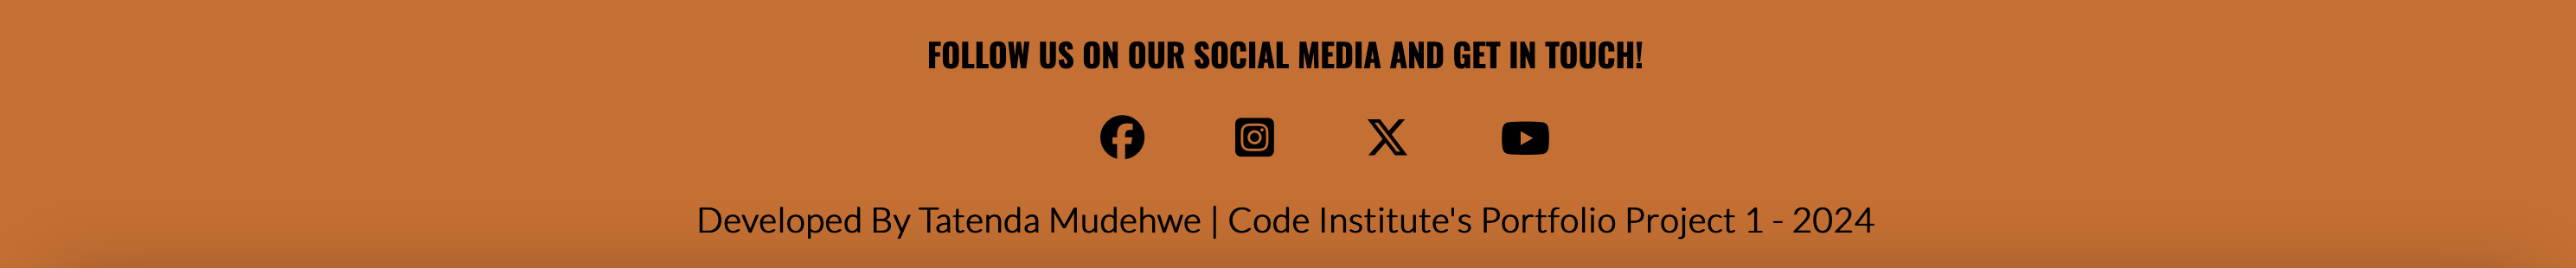 FOLLOW US ON OUR SOCIAL MEDIA AND GET IN TOUCH!
Developed By Tatenda Mudehwe | Code Institute's Portfolio Project 1 - 2024